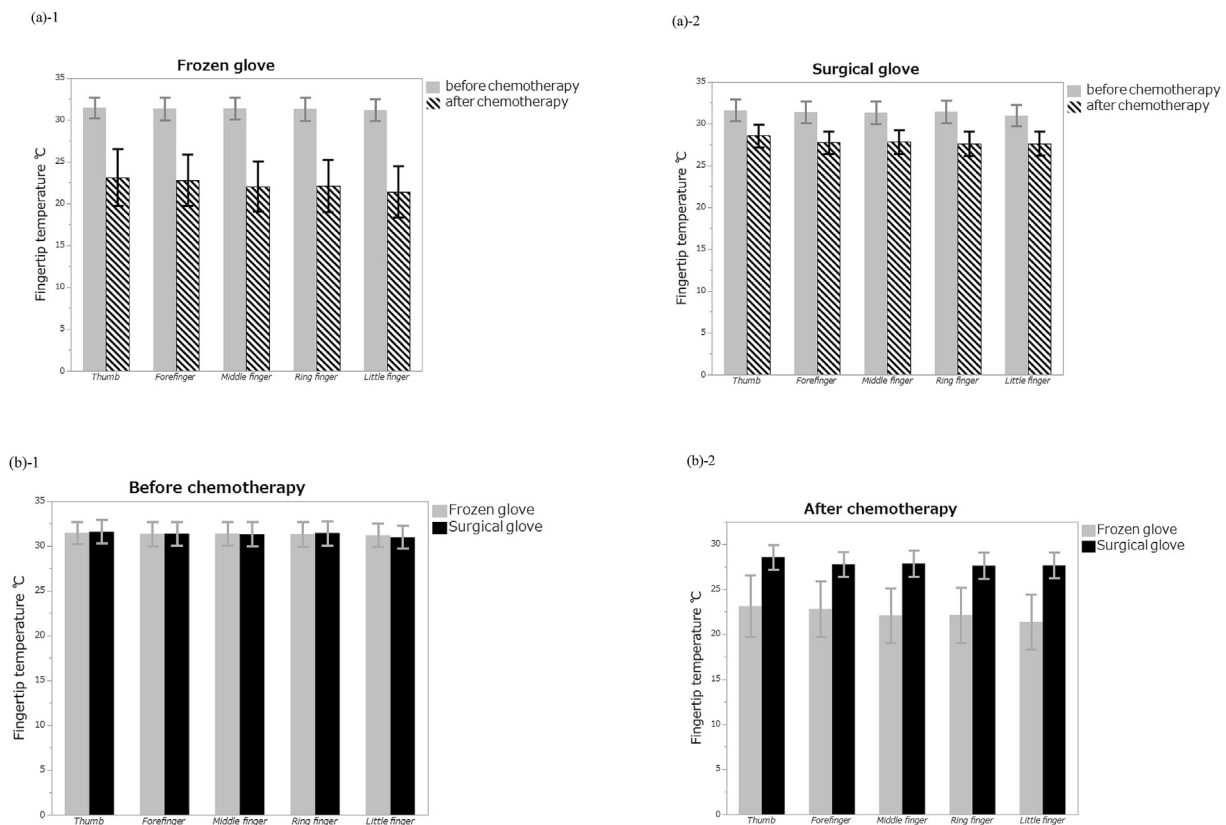 (a)-1
Frozen glove
before chemotherapy
after chemotherapy
Fingertip temperature ℃
35
30
25
20
15
10
5
0
Thumb Forefinger Middle finger Ring finger Little finger
(a)-2
Surgical glove
before chemotherapy
after chemotherapy
Fingertip temperature ℃
35
30
25
20
15
10
5
0
Thumb Forefinger Middle finger Ring finger Little finger
(b)-1
Before chemotherapy
Frozen glove
Surgical glove
Fingertip temperature ℃
35
30
25
20
15
10
5
0
Thumb Forefinger Middle finger Ring finger Little finger
(b)-2
After chemotherapy
Frozen glove
Surgical glove
Fingertip temperature ℃
30
25
20
15
10
5
0
Thumb Forefinger Middle finger Ring finger Little finger